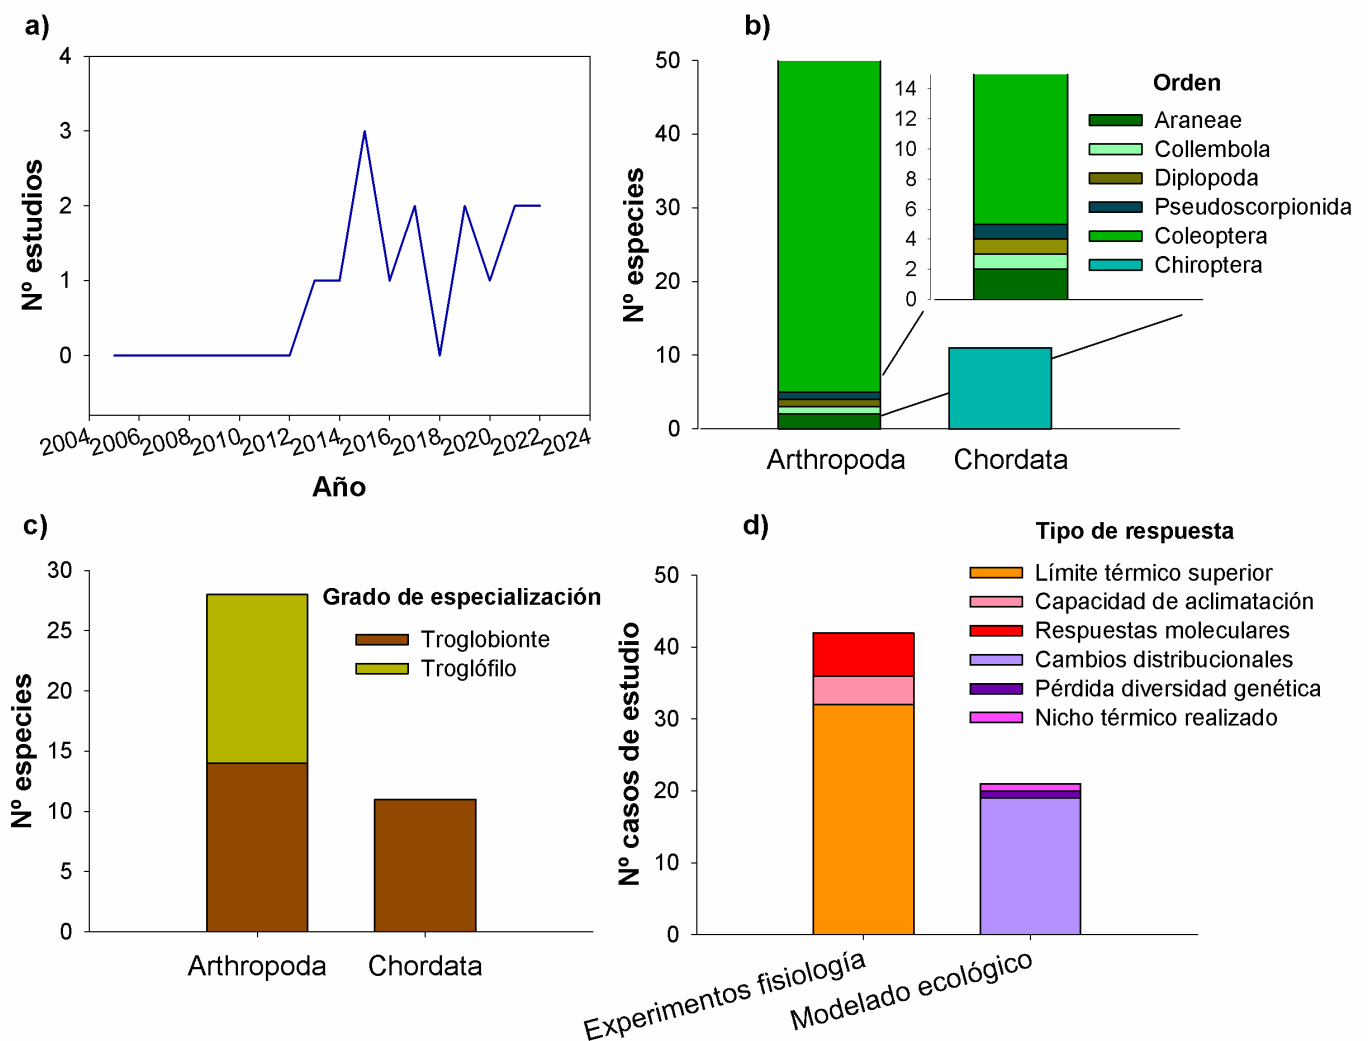 a)
4
3
2
1
0
Nº estudios
2004 2006 2008 2010 2012 2014 2016 2018 2020 2022 2024
Año
b)
50
40
30
20
10
0
Nº especies
14
12
10
8
6
4
2
0
Orden
Araneae
Collembola
Diplopoda
Pseudoscorpionida
Coleoptera
Chiroptera
Arthropoda Chordata
c)
30
25
20
15
10
5
0
Nº especies
Grado de especialización
Troglobionte
Troglófilo
Arthropoda Chordata
d)
50
40
30
20
10
0
Nº casos de estudio
Tipo de respuesta
Límite térmico superior
Capacidad de aclimatación
Respuestas moleculares
Cambios distribucionales
Pérdida diversidad genética
Nicho térmico realizado
Experimentos fisiología
Modelado ecológico